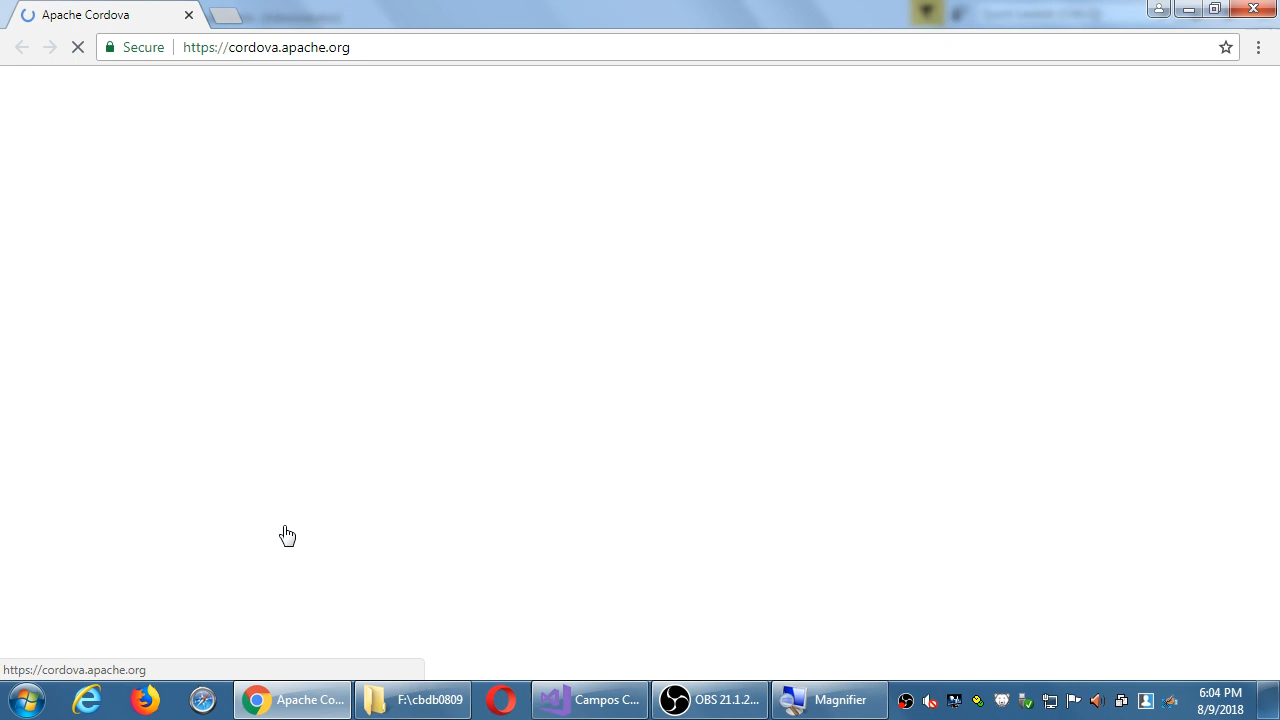 Apache Cordova
Secure
https://cordova.apache.org
https://cordova.apache.org
Apache Co...
F:\cbdb0809
Campos C...
OBS 21.1.2...
Magnifier
6:04 PM
8/9/2018